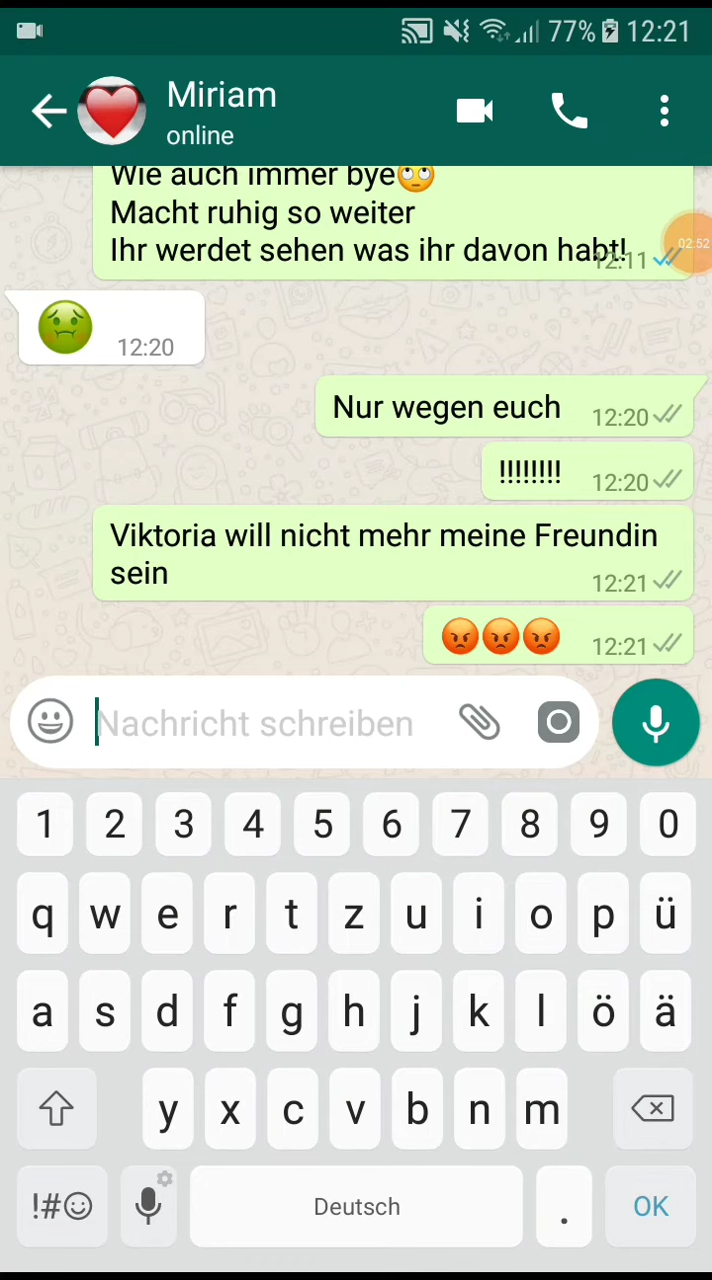 77% 12:21
Miriam
online
Wie auch immer bye🙄
Macht ruhig so weiter
Ihr werdet sehen was ihr davon habt!
12:11
02:52
🤢 12:20
Nur wegen euch 12:20
!!!!!!!! 12:20
Viktoria will nicht mehr meine Freundin
sein 12:21
😡😡😡 12:21
Nachricht schreiben
1 2 3 4 5 6 7 8 9 0
q w e r t z u i o p ü
a s d f g h j k l ö ä
y x c v b n m
!#☺ Deutsch . OK